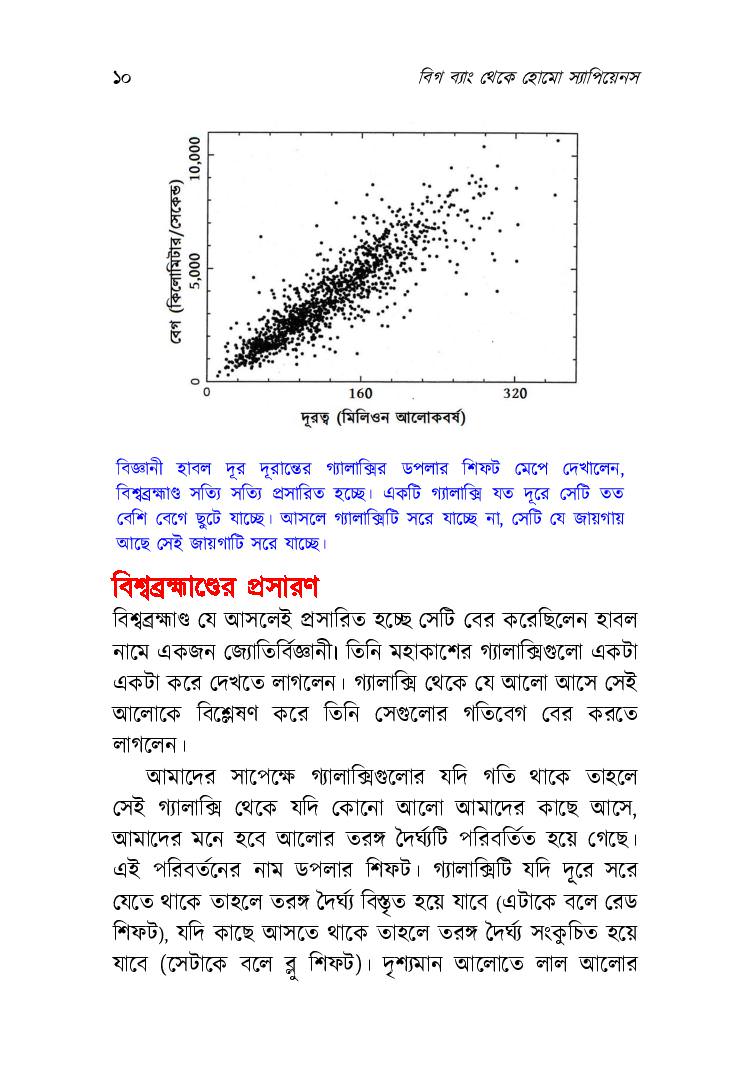 ১০ বিগ ব্যাং থেকে হোমো স্যাপিয়েনস
বেগ (কিলোমিটার/সেকেন্ড)
10,000
5,000
0
0 160 320
দূরত্ব (মিলিওন আলোকবর্ষ)
বিজ্ঞানী হাবল দূর দূরান্তের গ্যালাক্সির ডপলার শিফট মেপে দেখালেন,
বিশ্বব্রহ্মাণ্ড সত্যি সত্যি প্রসারিত হচ্ছে। একটি গ্যালাক্সি যত দূরে সেটি তত
বেশি বেগে ছুটে যাচ্ছে। আসলে গ্যালাক্সিটি সরে যাচ্ছে না, সেটি যে জায়গায়
আছে সেই জায়গাটি সরে যাচ্ছে।
বিশ্বব্রহ্মাণ্ডের প্রসারণ
বিশ্বব্রহ্মাণ্ড যে আসলেই প্রসারিত হচ্ছে সেটি বের করেছিলেন হাবল
নামে একজন জ্যোতির্বিজ্ঞানী। তিনি মহাকাশের গ্যালাক্সিগুলো একটা
একটা করে দেখতে লাগলেন। গ্যালাক্সি থেকে যে আলো আসে সেই
আলোকে বিশ্লেষণ করে তিনি সেগুলোর গতিবেগ বের করতে
লাগলেন।
আমাদের সাপেক্ষে গ্যালাক্সিগুলোর যদি গতি থাকে তাহলে
সেই গ্যালাক্সি থেকে যদি কোনো আলো আমাদের কাছে আসে,
আমাদের মনে হবে আলোর তরঙ্গ দৈর্ঘ্যটি পরিবর্তিত হয়ে গেছে।
এই পরিবর্তনের নাম ডপলার শিফট। গ্যালাক্সিটি যদি দূরে সরে
যেতে থাকে তাহলে তরঙ্গ দৈর্ঘ্য বিস্তৃত হয়ে যাবে (এটাকে বলে রেড
শিফট), যদি কাছে আসতে থাকে তাহলে তরঙ্গ দৈর্ঘ্য সংকুচিত হয়ে
যাবে (সেটাকে বলে ব্লু শিফট)। দৃশ্যমান আলোতে লাল আলোর